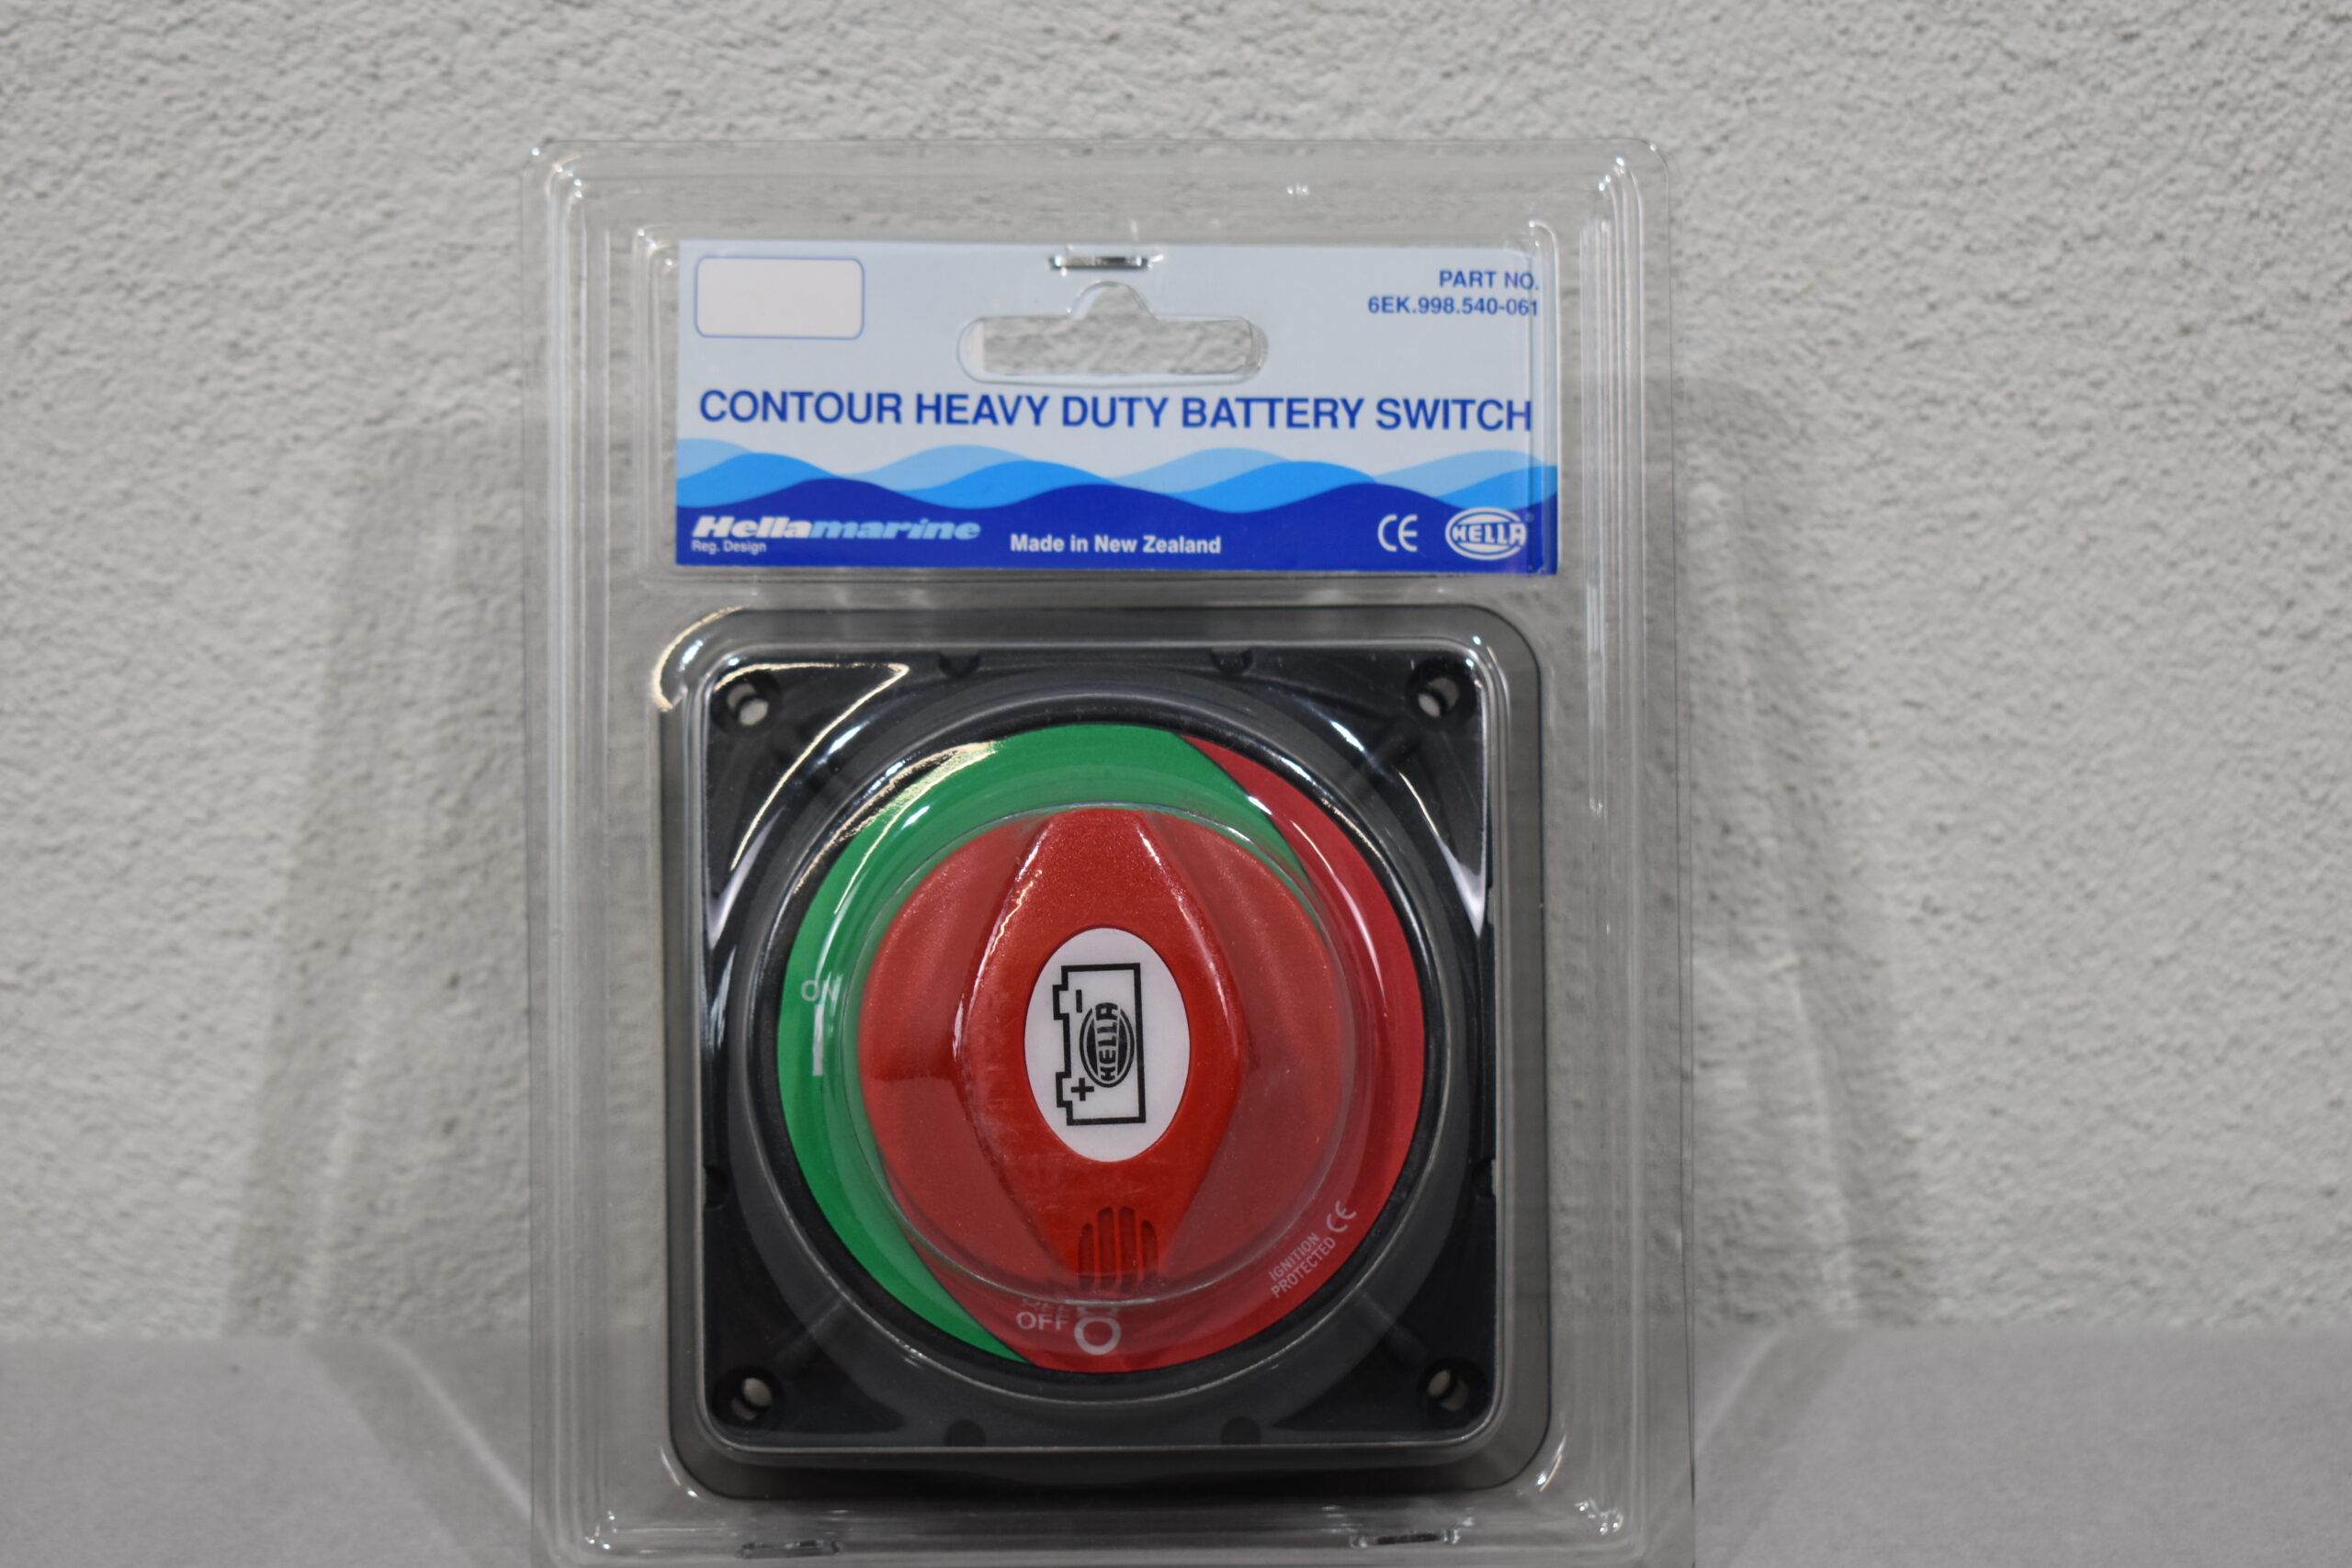 PART NO.
6EK.998.540-061
CONTOUR HEAVY DUTY BATTERY SWITCH
Hellamarine
Reg. Design
Made in New Zealand
CE
HELLA
ON
-
HELLA
+
IGNITION
PROTECTED CE
OFF